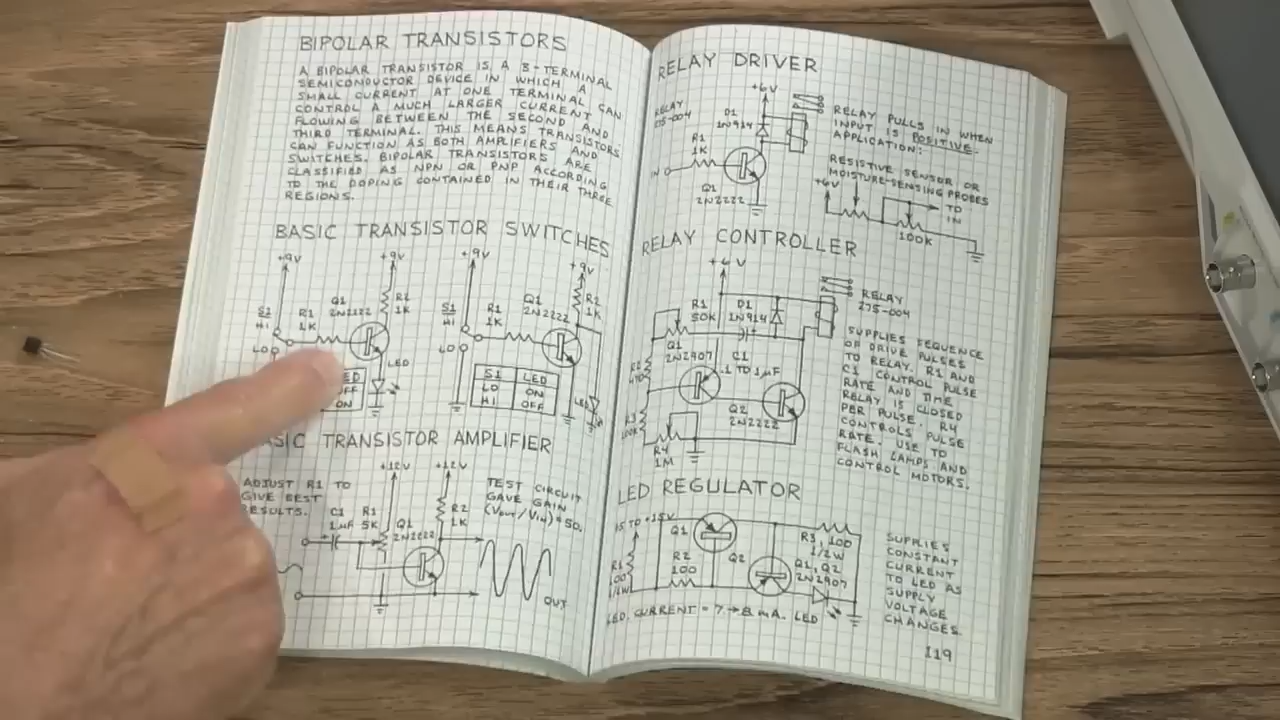 BIPOLAR TRANSISTORS
A BIPOLAR TRANSISTOR IS A 3-TERMINAL
SEMICONDUCTOR DEVICE IN WHICH A
SMALL CURRENT AT ONE TERMINAL CAN
CONTROL A MUCH LARGER CURRENT
FLOWING BETWEEN THE SECOND AND
THIRD TERMINAL. THIS MEANS TRANSISTORS
CAN FUNCTION AS BOTH AMPLIFIERS AND
SWITCHES. BIPOLAR TRANSISTORS ARE
CLASSIFIED AS NPN OR PNP ACCORDING
TO THE DOPING CONTAINED IN THEIR THREE
REGIONS.
BASIC TRANSISTOR SWITCHES
+9V
+9V
S1
HI
LO
R1
1K
Q1
2N2222
R2
1K
LED
ON
+9V
+9V
S1
HI
LO
R1
1K
Q1
2N2222
R2
1K
LED
S1 LED
LO ON
HI OFF
TRANSISTOR AMPLIFIER
ADJUST R1 TO
GIVE BEST
RESULTS.
+12V
+12V
C1
1µF
R1
5K
Q1
2N2222
R2
1K
TEST CIRCUIT
GAVE GAIN
(VOUT/VIN) = 50.
OUT
RELAY DRIVER
+6V
RELAY
275-004
D1
1N914
R1
1K
IN
Q1
2N2222
RELAY PULLS IN WHEN
INPUT IS POSITIVE.
APPLICATION:
RESISTIVE SENSOR OR
MOISTURE-SENSING PROBES
+6V
TO
IN
100K
RELAY CONTROLLER
+6V
R1
50K
D1
1N914
RELAY
275-004
Q1
2N2907
C1
.1 TO 1µF
R2
470
R3
100K
Q2
2N2222
R4
1M
SUPPLIES SEQUENCE
OF DRIVE PULSES
TO RELAY. R1 AND
C1 CONTROL PULSE
RATE AND TIME
RELAY IS CLOSED
PER PULSE. R4
CONTROLS PULSE
RATE. USE TO
FLASH LAMPS AND
CONTROL MOTORS.
LED REGULATOR
+5 TO +15V
Q1
R1
100
1/2W
R2
100
Q2
R3, 100
1/2W
Q1, Q2
2N2907
LED CURRENT = 7→8 mA. LED
SUPPLIES
CONSTANT
CURRENT
TO LED AS
SUPPLY
VOLTAGE
CHANGES.
119